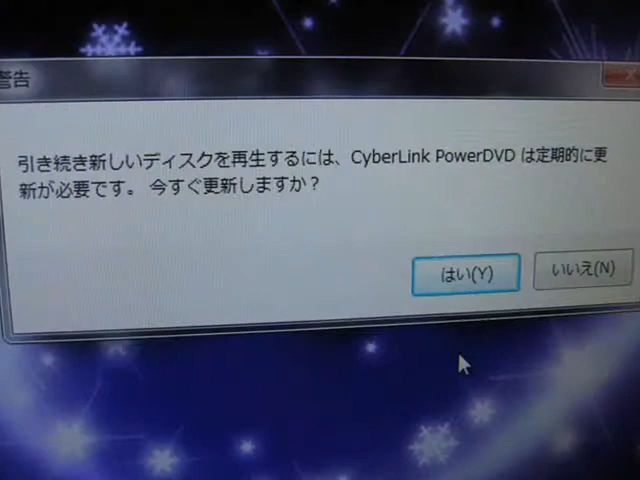 警告
引き続き新しいディスクを再生するには、CyberLink PowerDVD は定期的に更
新が必要です。 今すぐ更新しますか？
はい(Y)
いいえ(N)